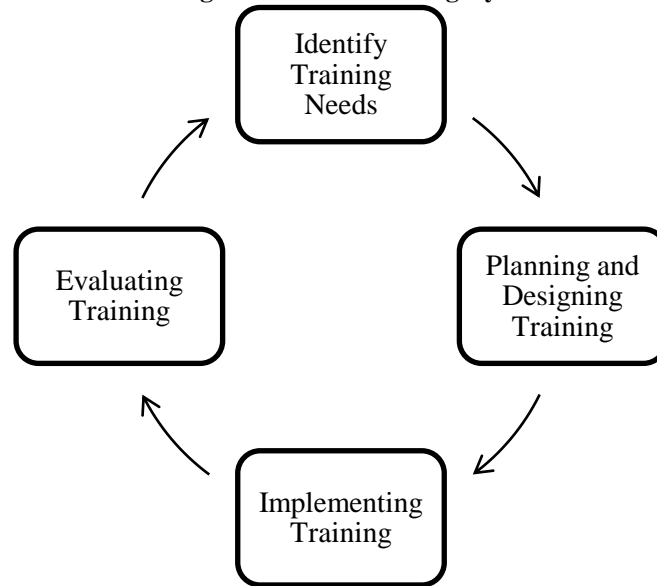 Identify
Training
Needs
Planning and
Designing
Training
Implementing
Training
Evaluating
Training